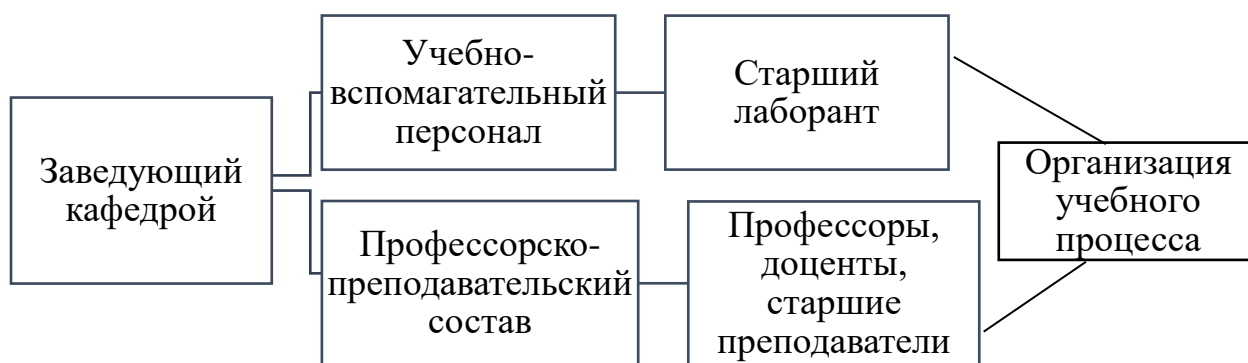 Заведующий
кафедрой
Учебно-
вспомагательный
персонал
Старший
лаборант
Профессорско-
преподавательский
состав
Профессоры,
доценты,
старшие
преподаватели
Организация
учебного
процесса